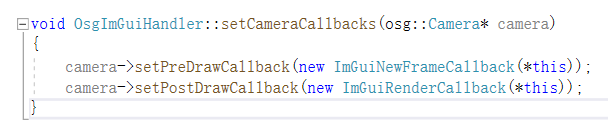 void OsgImGuiHandler::setCameraCallbacks(osg::Camera* camera)
{
    camera->setPreDrawCallback(new ImGuiNewFrameCallback(*this));
    camera->setPostDrawCallback(new ImGuiRenderCallback(*this));
}